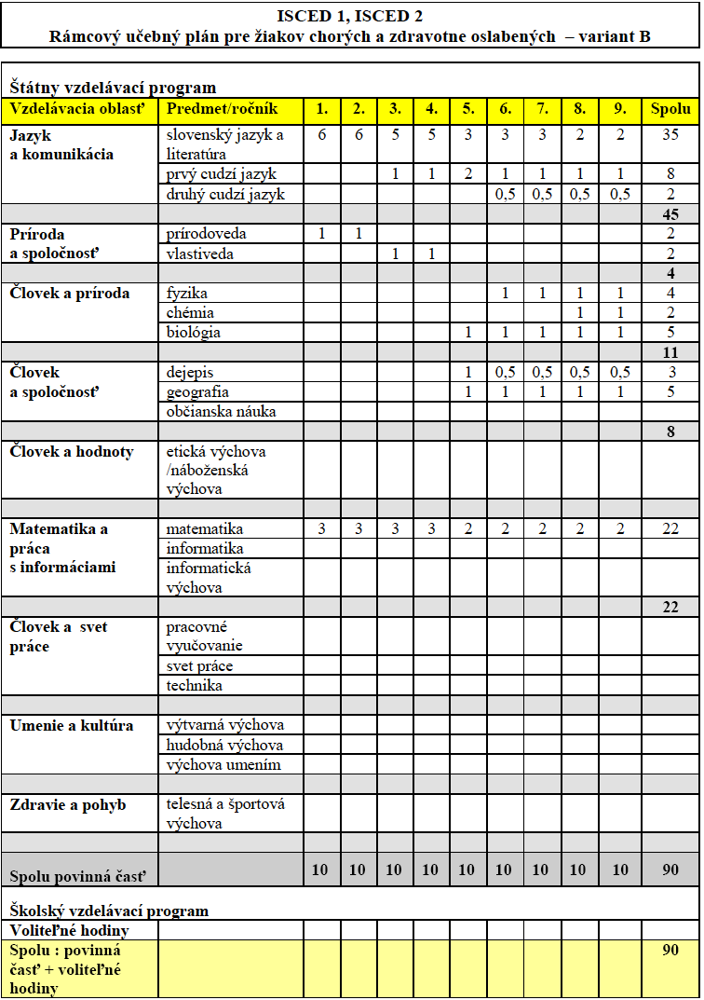 ISCED 1, ISCED 2
Rámcový učebný plán pre žiakov chorých a zdravotne oslabených – variant B
Štátny vzdelávací program
Vzdelávacia oblasť Predmet/ročník 1. 2. 3. 4. 5. 6. 7. 8. 9. Spolu
Jazyk slovenský jazyk a 6 6 5 5 3 3 3 2 2 35
a komunikácia literatúra
prvý cudzí jazyk 1 1 2 1 1 1 1 8
druhý cudzí jazyk 0,5 0,5 0,5 0,5 2
45
Príroda prírodoveda 1 1 2
a spoločnosť vlastiveda 1 1 2
4
Človek a príroda fyzika 1 1 1 1 4
chémia 1 1 2
biológia 1 1 1 1 1 5
11
Človek dejepis 1 0,5 0,5 0,5 0,5 3
a spoločnosť geografia 1 1 1 1 1 5
občianska náuka
8
Človek a hodnoty etická výchova
/náboženská
výchova
Matematika a matematika 3 3 3 3 2 2 2 2 2 22
práca informatika
s informáciami informatická
výchova
22
Človek a svet pracovné
práce vyučovanie
svet práce
technika
Umenie a kultúra výtvarná výchova
hudobná výchova
výchova umením
Zdravie a pohyb telesná a športová
výchova
Spolu povinná časť 10 10 10 10 10 10 10 10 10 90
Školský vzdelávací program
Voliteľné hodiny
Spolu : povinná 90
časť + voliteľné
hodiny